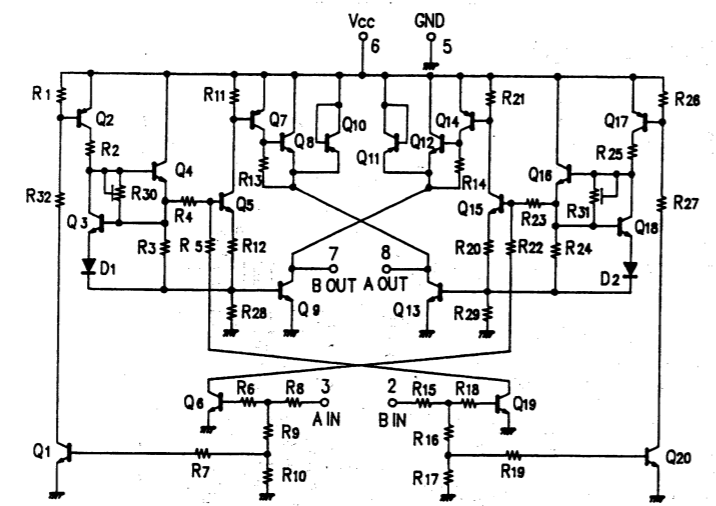 Vcc GND
6 5
R1 Q2 R11 Q7 Q8 Q10 Q11 Q12 Q14 R21 Q17 R26
R2 Q4 R13 R14 Q16 R25
R32 R30 R4 Q5 Q15 R23 R31 R27
Q3 R3 R5 R12 R20 R22 R24 Q18
D1 7 8 D2
B OUT A OUT
R28 Q9 Q13 R29
Q6 R6 R8 3 2 R15 R18 Q19
A IN B IN
R9 R16
Q1 R7 R10 R17 R19 Q20